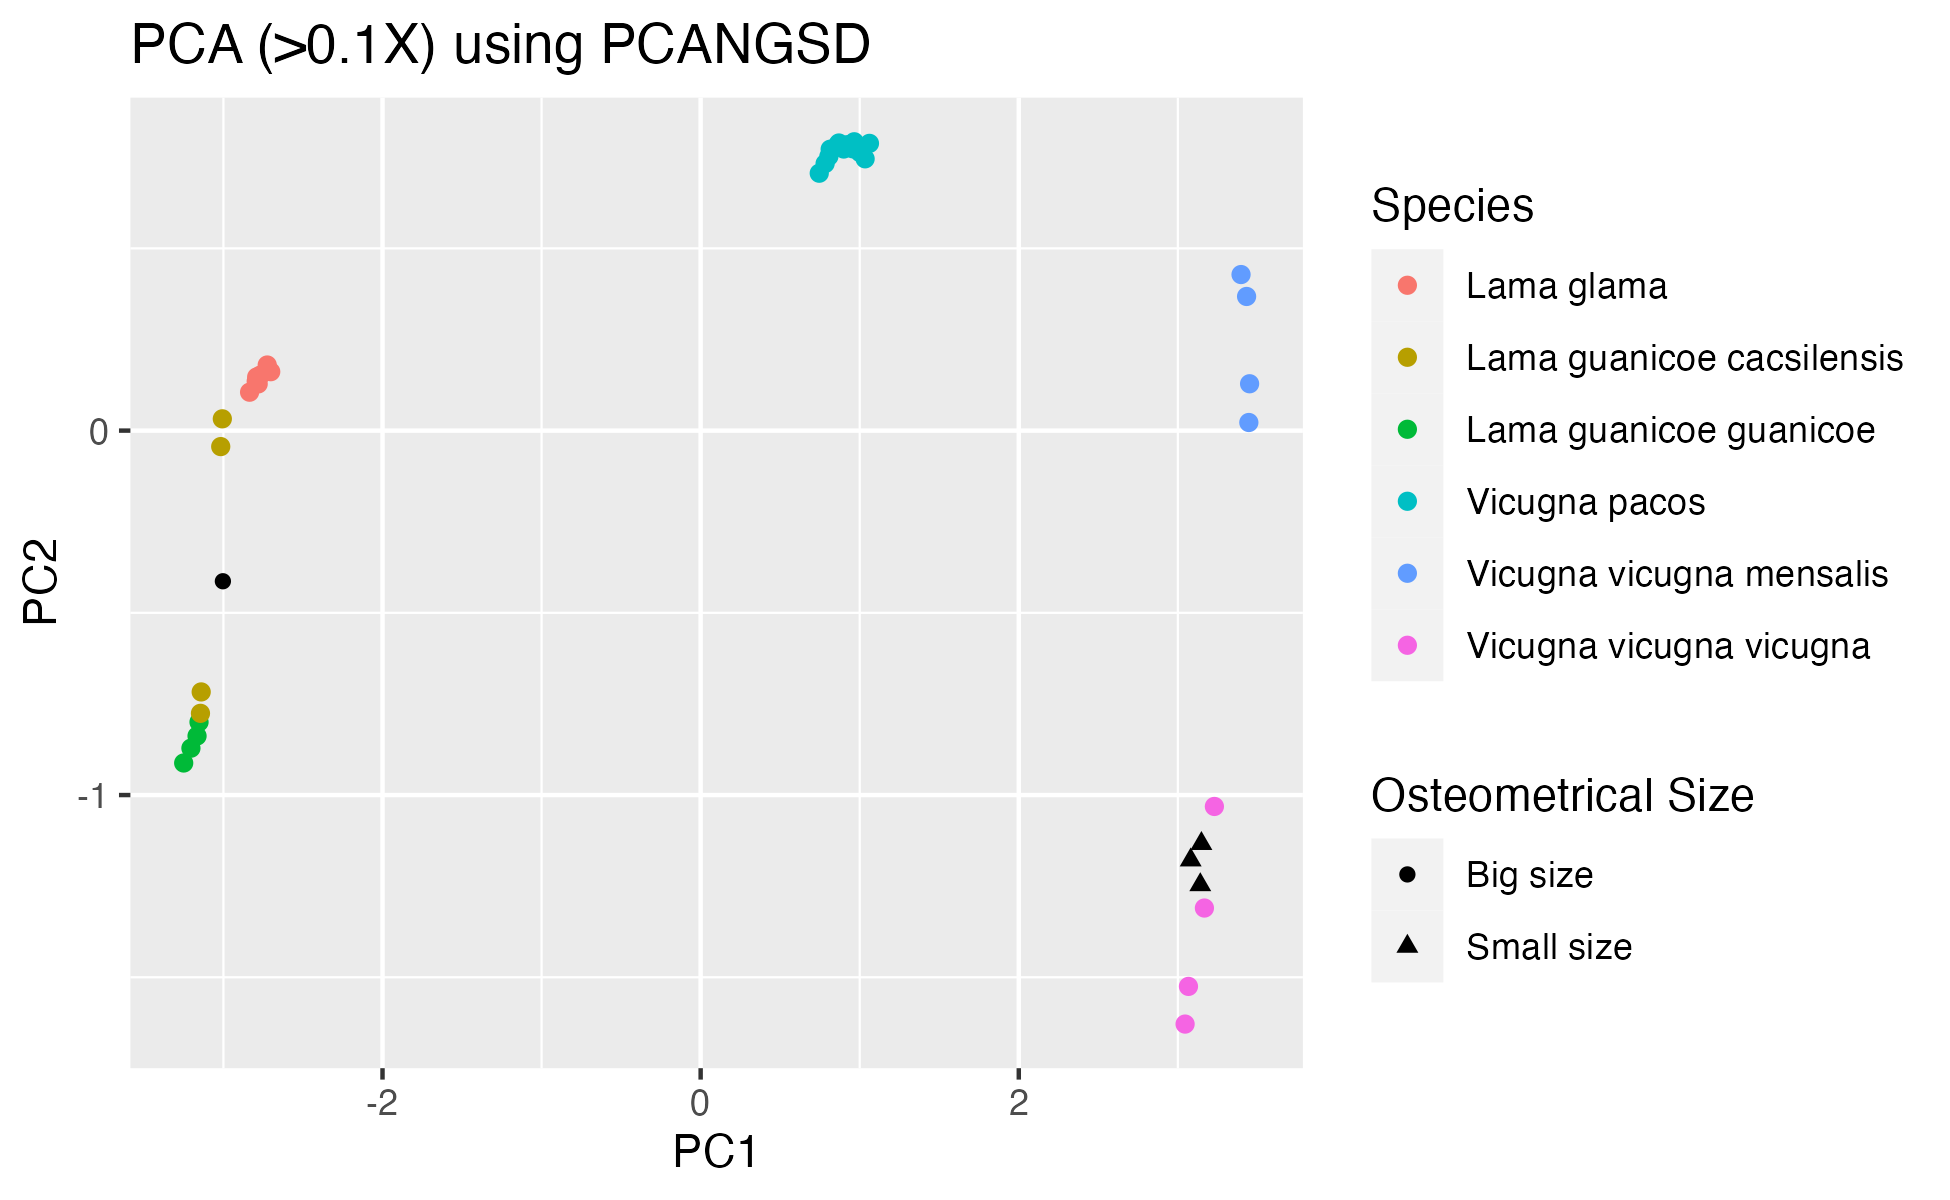 PCA (>0.1X) using PCANGSD
PC2
0
-1
-2
0
2
PC1
Species
Lama glama
Lama guanicoe cacsilensis
Lama guanicoe guanicoe
Vicugna pacos
Vicugna vicugna mensalis
Vicugna vicugna vicugna
Osteometrical Size
Big size
Small size